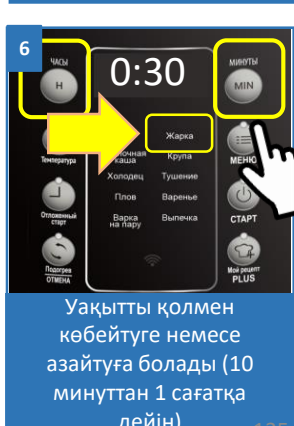 6
ЧАСЫ
МИНУТЫ
0:30
H
MIN
Жарка
Крупа
каша
Температура
МЕНЮ
Холодец
Тушение
Плов
Варенье
Отложенный
старт
Варка
на пару
Выпечка
СТАРТ
Подогрев
ОТМЕНА
Мой рецепт
PLUS
Уақытты қолмен
көбейтуге немесе
азайтуға болады (10
минуттан 1 сағатқа
дейін)